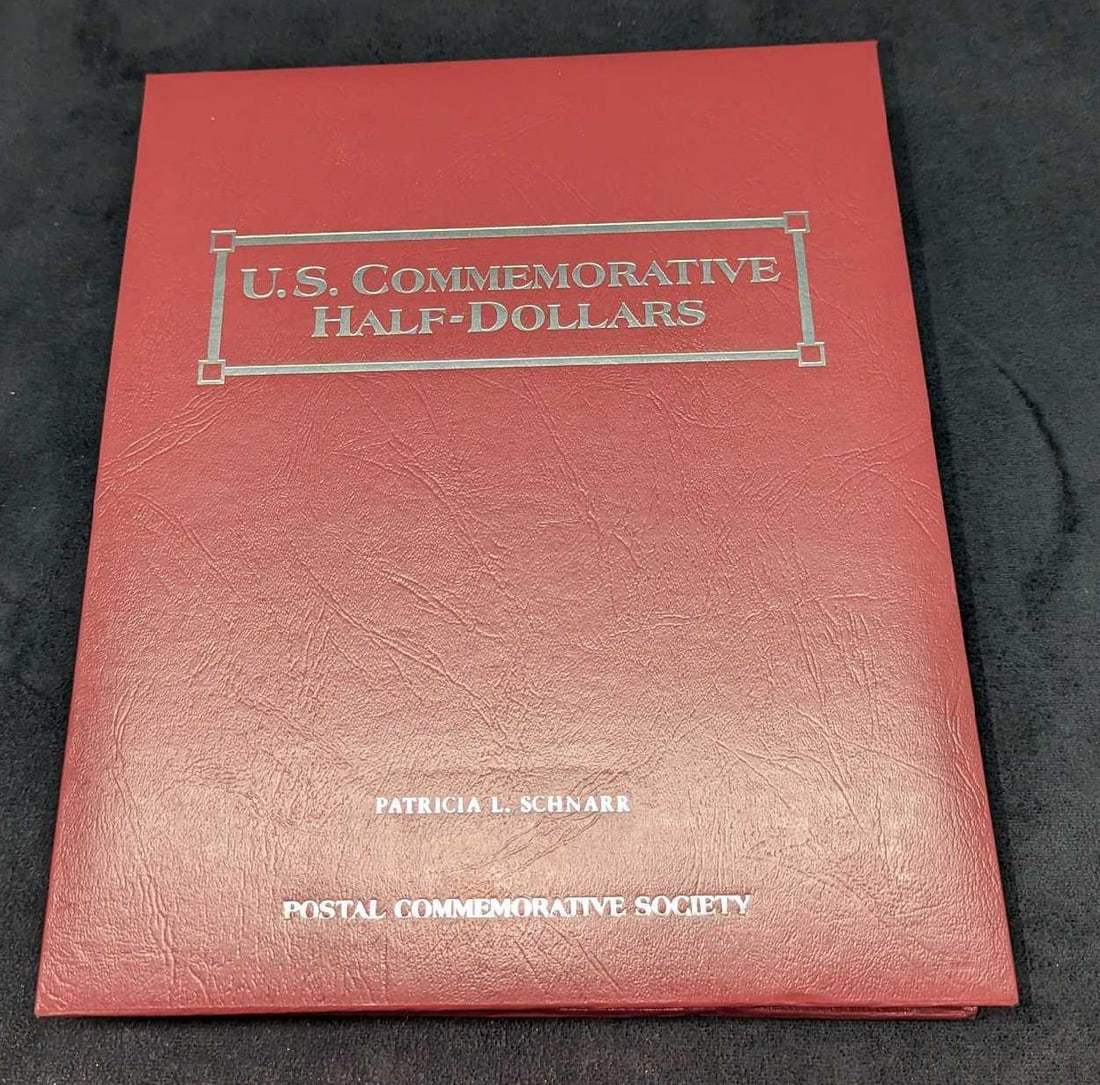 U.S. COMMEMORATIVE
HALF-DOLLARS
PATRICIA L. SCHNARR
POSTAL COMMEMORATIVE SOCIETY